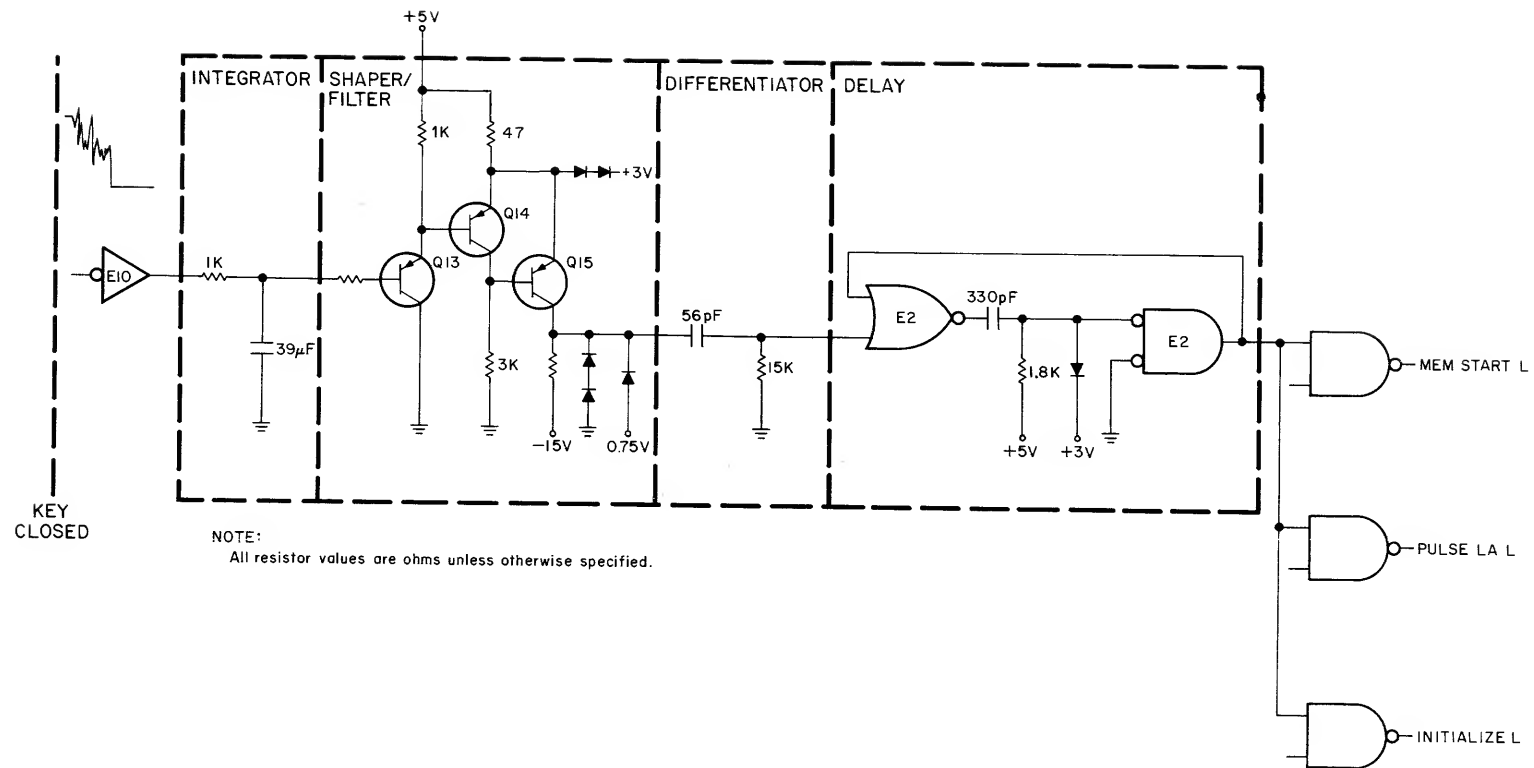 +5V
INTEGRATOR
SHAPER/
FILTER
DIFFERENTIATOR
DELAY
1K
47
+3V
Q14
Q13
Q15
E10
1K
39µF
3K
-15V
0.75V
56pF
15K
E2
330pF
1.8K
+5V
+3V
E2
MEM START L
PULSE LA L
INITIALIZE L
KEY
CLOSED
NOTE:
All resistor values are ohms unless otherwise specified.